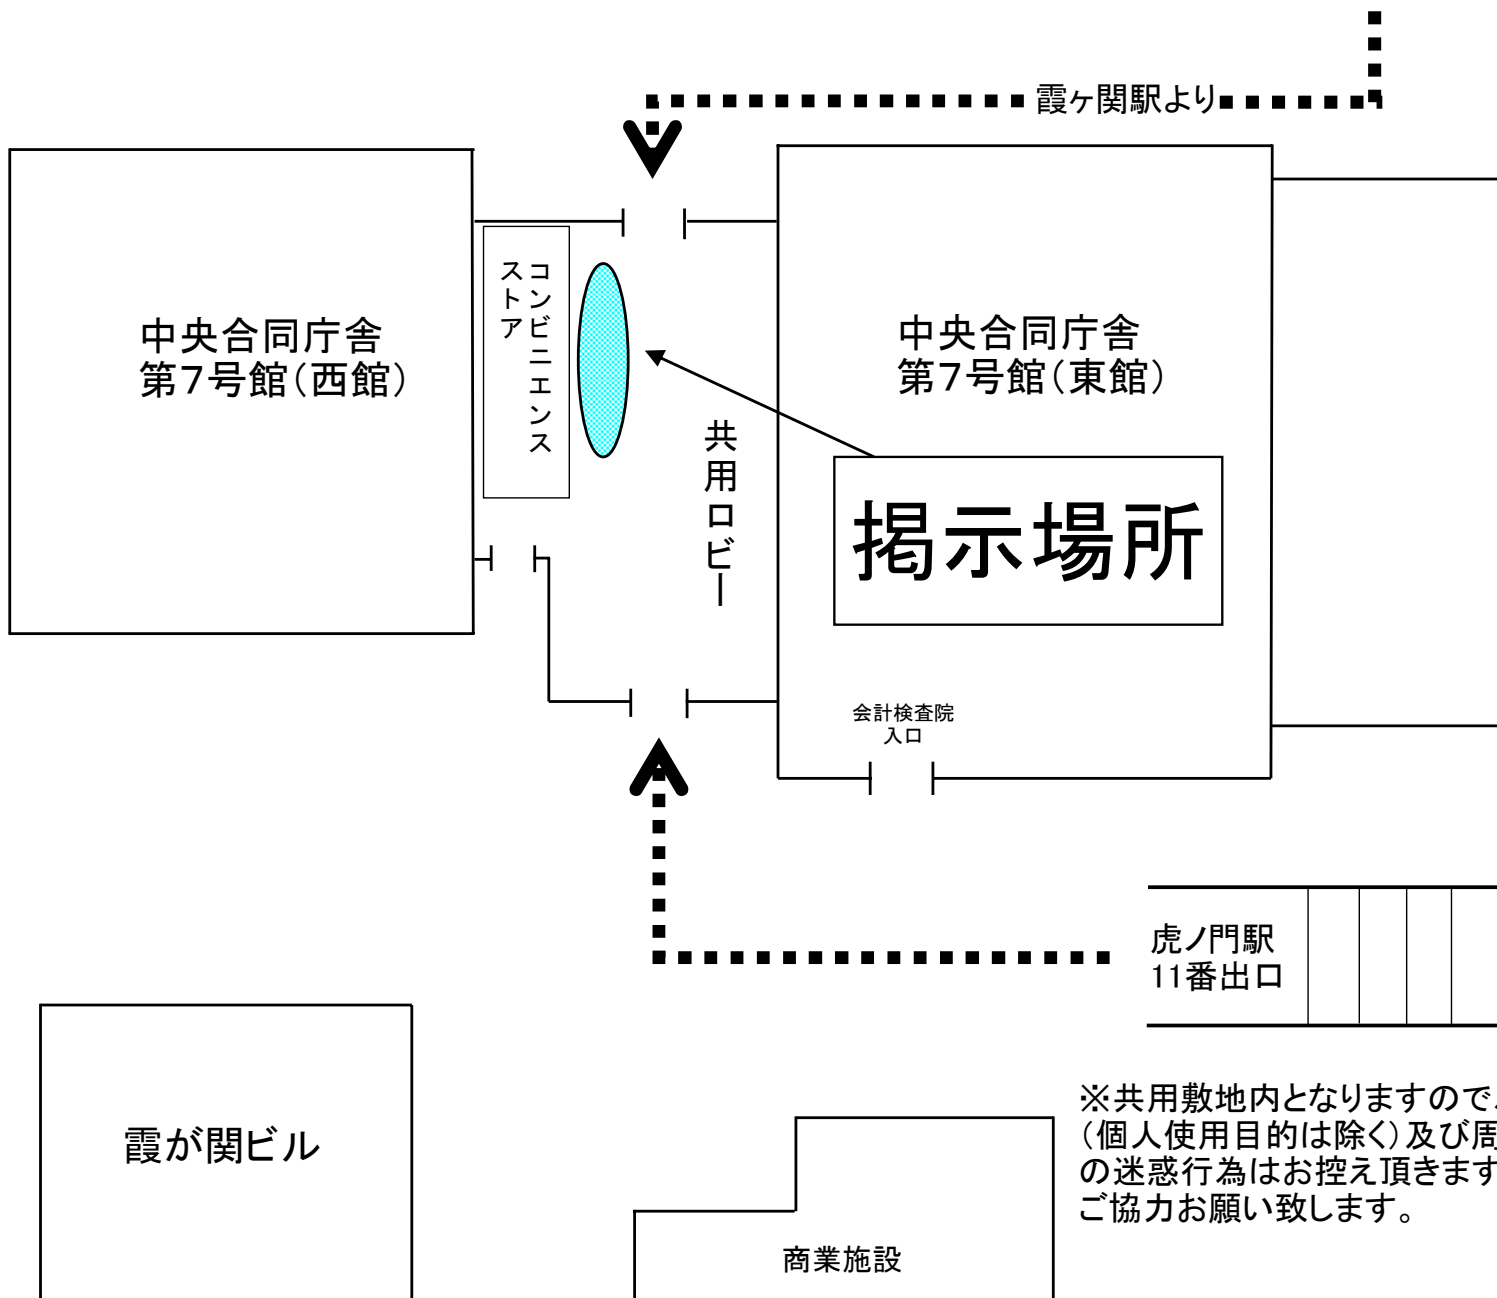 霞ヶ関駅より
中央合同庁舎
第7号館(西館)
コンビニエンス
ストア
共用ロビー
中央合同庁舎
第7号館(東館)
掲示場所
会計検査院
入口
虎ノ門駅
11番出口
※共用敷地内となりますので、
(個人使用目的は除く)及び周
の迷惑行為はお控え頂きます
ご協力お願い致します。
霞が関ビル
商業施設